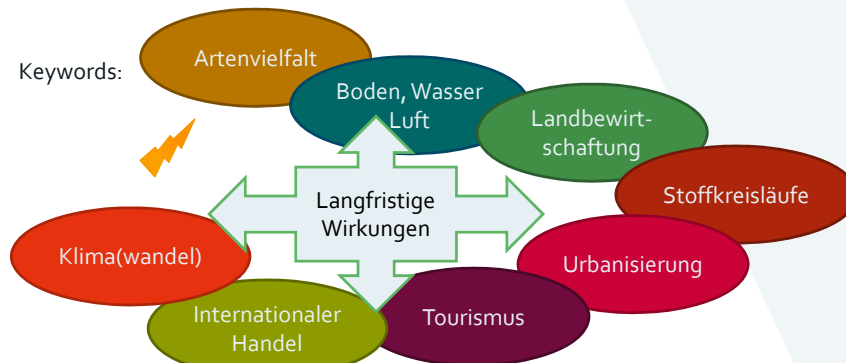 Keywords:
Artenvielfalt
Boden, Wasser
Luft
Landbewirt-
schaftung
Stoffkreisläufe
Urbanisierung
Tourismus
Internationaler
Handel
Klima(wandel)
Langfristige
Wirkungen